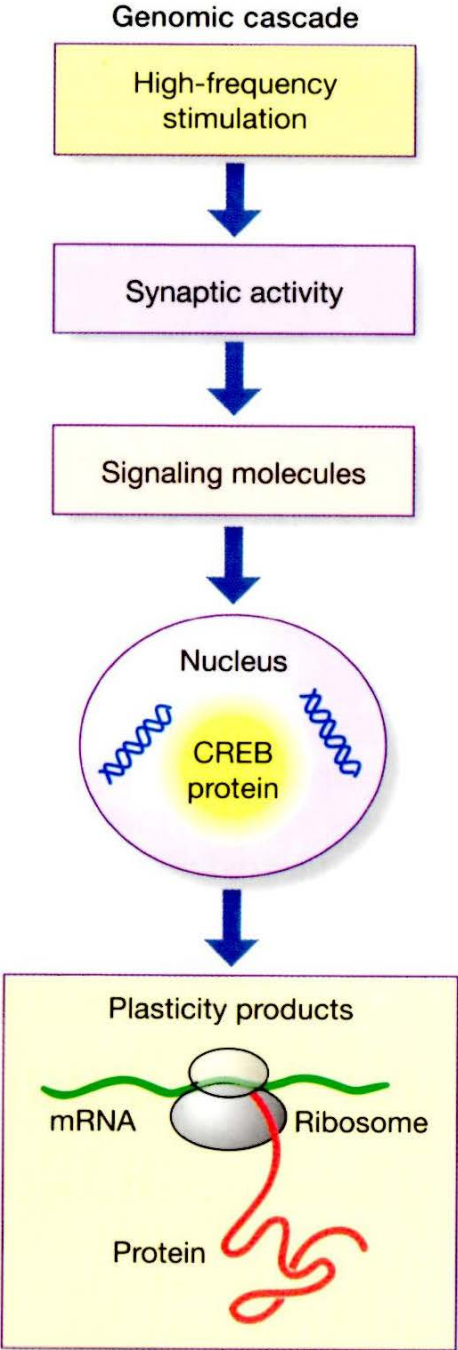 Genomic cascade
High-frequency
stimulation
Synaptic activity
Signaling molecules
Nucleus
CREB
protein
Plasticity products
mRNA
Ribosome
Protein